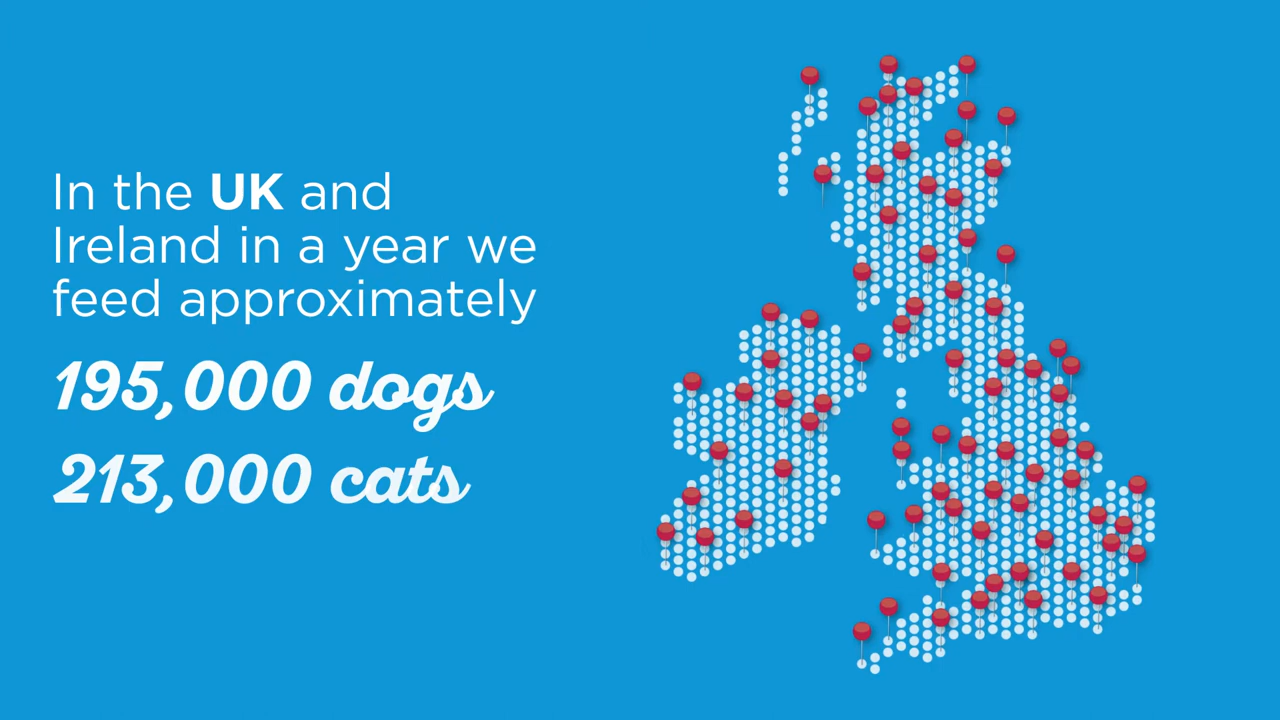 In the UK and
Ireland in a year we
feed approximately
195,000 dogs
213,000 cats